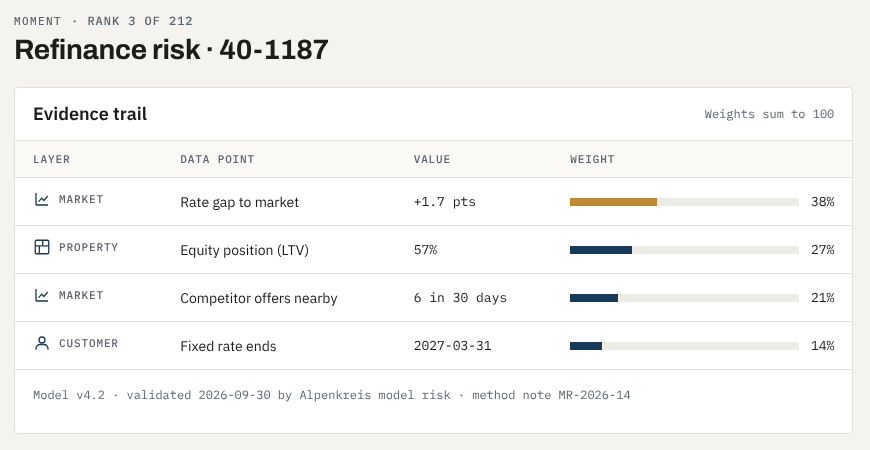 MOMENT · RANK 3 OF 212
Refinance risk · 40-1187
Evidence trail
Weights sum to 100
LAYER DATA POINT VALUE WEIGHT
MARKET Rate gap to market +1.7 pts 38%
PROPERTY Equity position (LTV) 57% 27%
MARKET Competitor offers nearby 6 in 30 days 21%
CUSTOMER Fixed rate ends 2027-03-31 14%
Model v4.2 · validated 2026-09-30 by Alpenkreis model risk · method note MR-2026-14